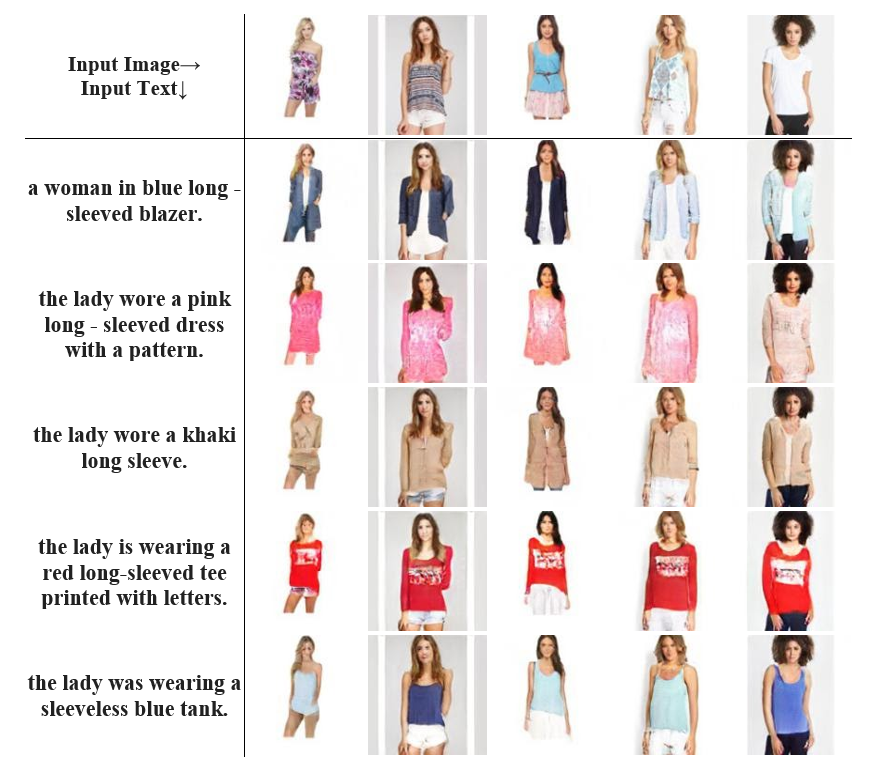 Input Image→
Input Text↓
a woman in blue long -
sleeved blazer.
the lady wore a pink
long - sleeved dress
with a pattern.
the lady wore a khaki
long sleeve.
the lady is wearing a
red long-sleeved tee
printed with letters.
the lady was wearing a
sleeveless blue tank.